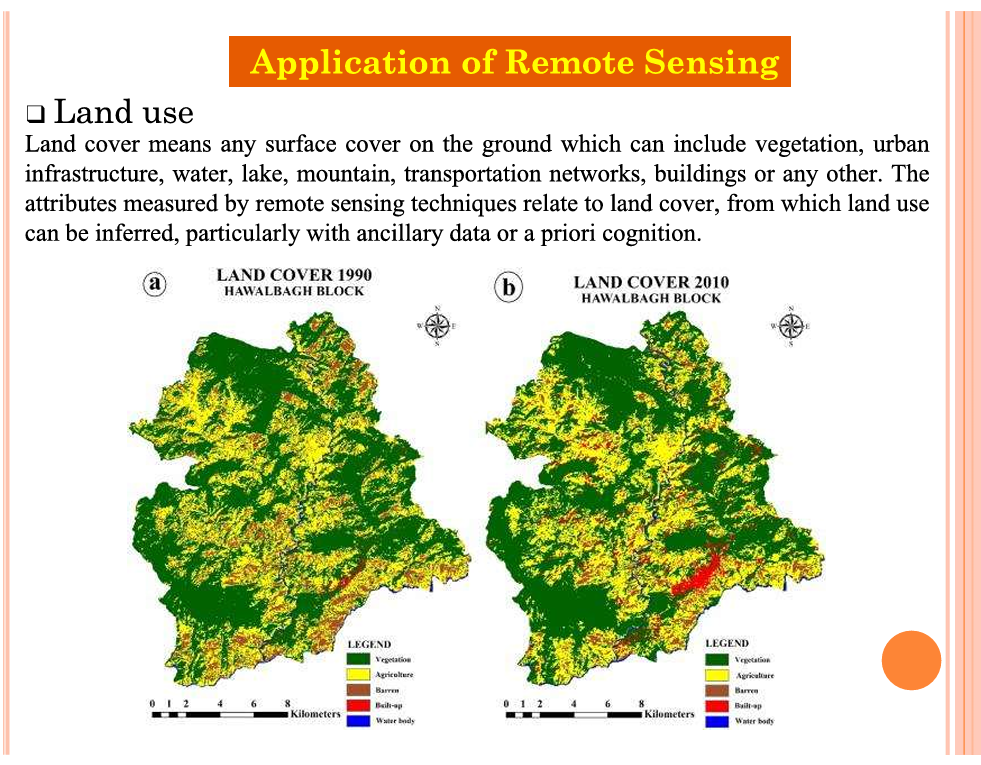 Application of Remote Sensing
❑ Land use
Land cover means any surface cover on the ground which can include vegetation, urban
infrastructure, water, lake, mountain, transportation networks, buildings or any other. The
attributes measured by remote sensing techniques relate to land cover, from which land use
can be inferred, particularly with ancillary data or a priori cognition.
a
LAND COVER 1990
HAWALBAGH BLOCK
N
W E
S
LEGEND
Vegetation
Agriculture
Barren
Built-up
Water body
0 1 2 4 6 8
Kilometers
b
LAND COVER 2010
HAWALBAGH BLOCK
N
W E
S
LEGEND
Vegetation
Agriculture
Barren
Built-up
Water body
0 1 2 4 6 8
Kilometers